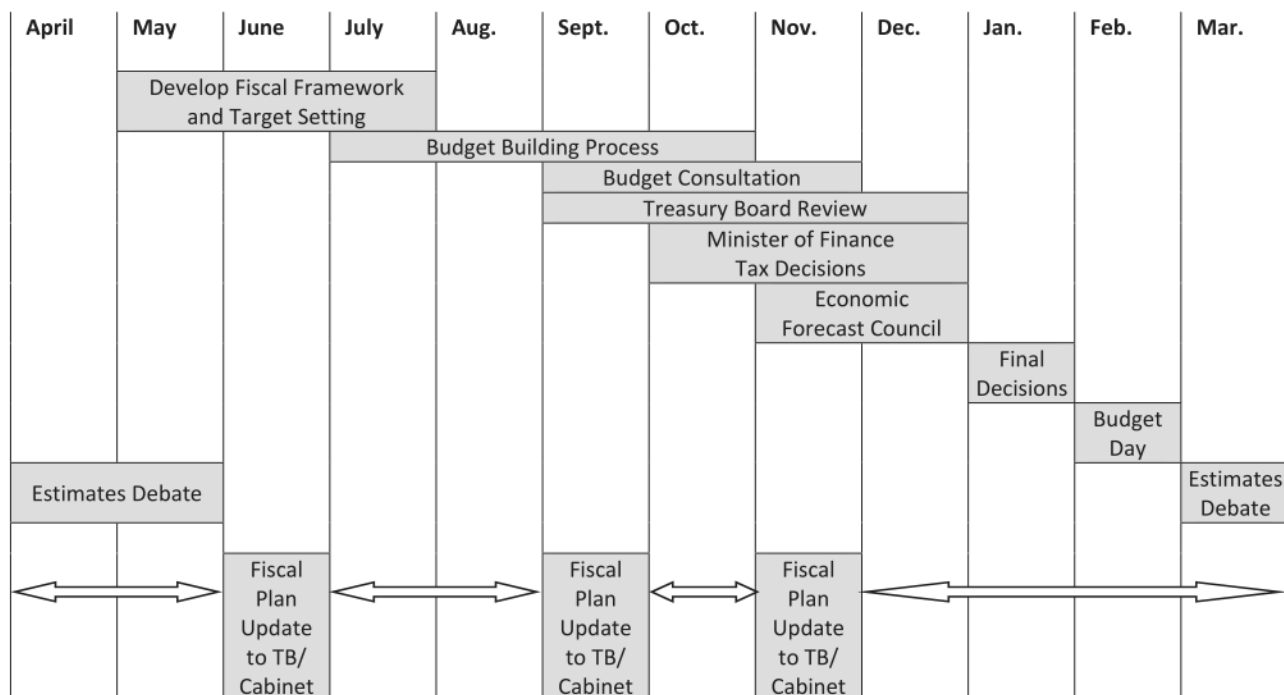 April May June July Aug. Sept. Oct. Nov. Dec. Jan. Feb. Mar.
Develop Fiscal Framework
and Target Setting
Budget Building Process
Budget Consultation
Treasury Board Review
Minister of Finance
Tax Decisions
Economic
Forecast Council
Final
Decisions
Budget
Day
Estimates Debate
Estimates
Debate
Fiscal
Plan
Update
to TB/
Cabinet
Fiscal
Plan
Update
to TB/
Cabinet
Fiscal
Plan
Update
to TB/
Cabinet